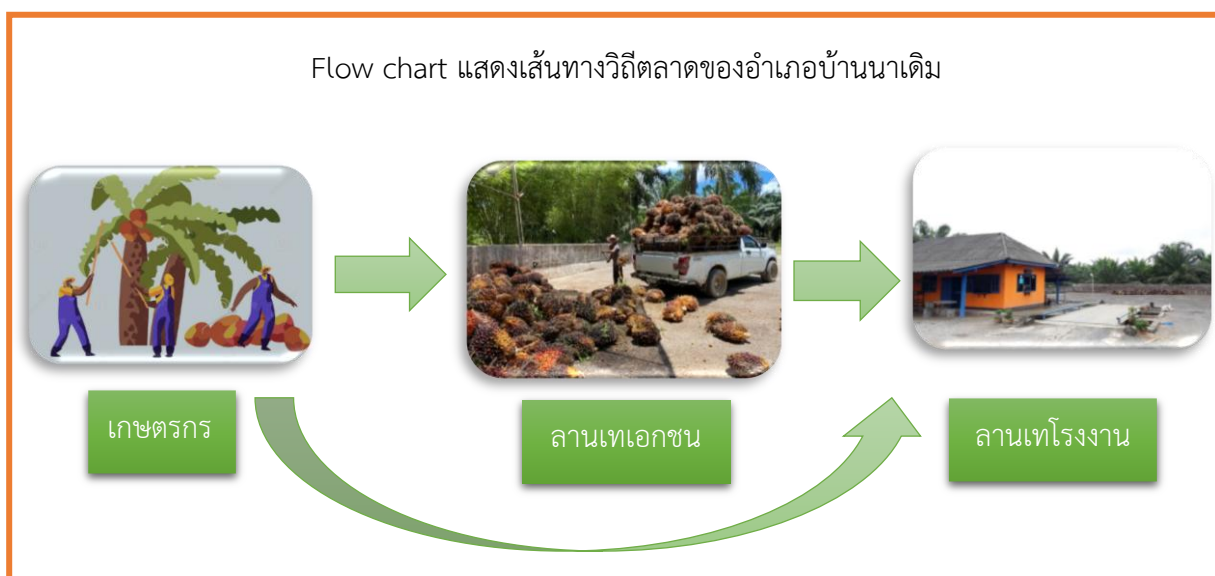 Flow chart แสดงเส้นทางวิถีตลาดของอำเภอบ้านนาเดิม
เกษตรกร
ลานเทเอกชน
ลานเทโรงงาน